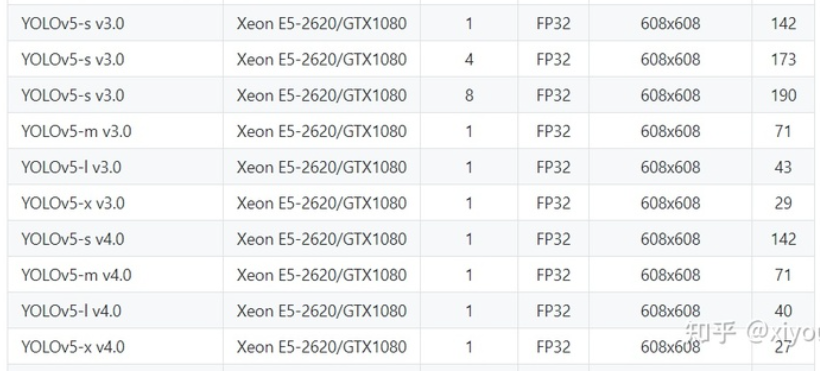 YOLOv5-s v3.0 Xeon E5-2620/GTX1080 1 FP32 608x608 142
YOLOv5-s v3.0 Xeon E5-2620/GTX1080 4 FP32 608x608 173
YOLOv5-s v3.0 Xeon E5-2620/GTX1080 8 FP32 608x608 190
YOLOv5-m v3.0 Xeon E5-2620/GTX1080 1 FP32 608x608 71
YOLOv5-l v3.0 Xeon E5-2620/GTX1080 1 FP32 608x608 43
YOLOv5-x v3.0 Xeon E5-2620/GTX1080 1 FP32 608x608 29
YOLOv5-s v4.0 Xeon E5-2620/GTX1080 1 FP32 608x608 142
YOLOv5-m v4.0 Xeon E5-2620/GTX1080 1 FP32 608x608 71
YOLOv5-l v4.0 Xeon E5-2620/GTX1080 1 FP32 608x608 40
知乎 @xiyou
YOLOv5-x v4.0 Xeon E5-2620/GTX1080 1 FP32 608x608 27